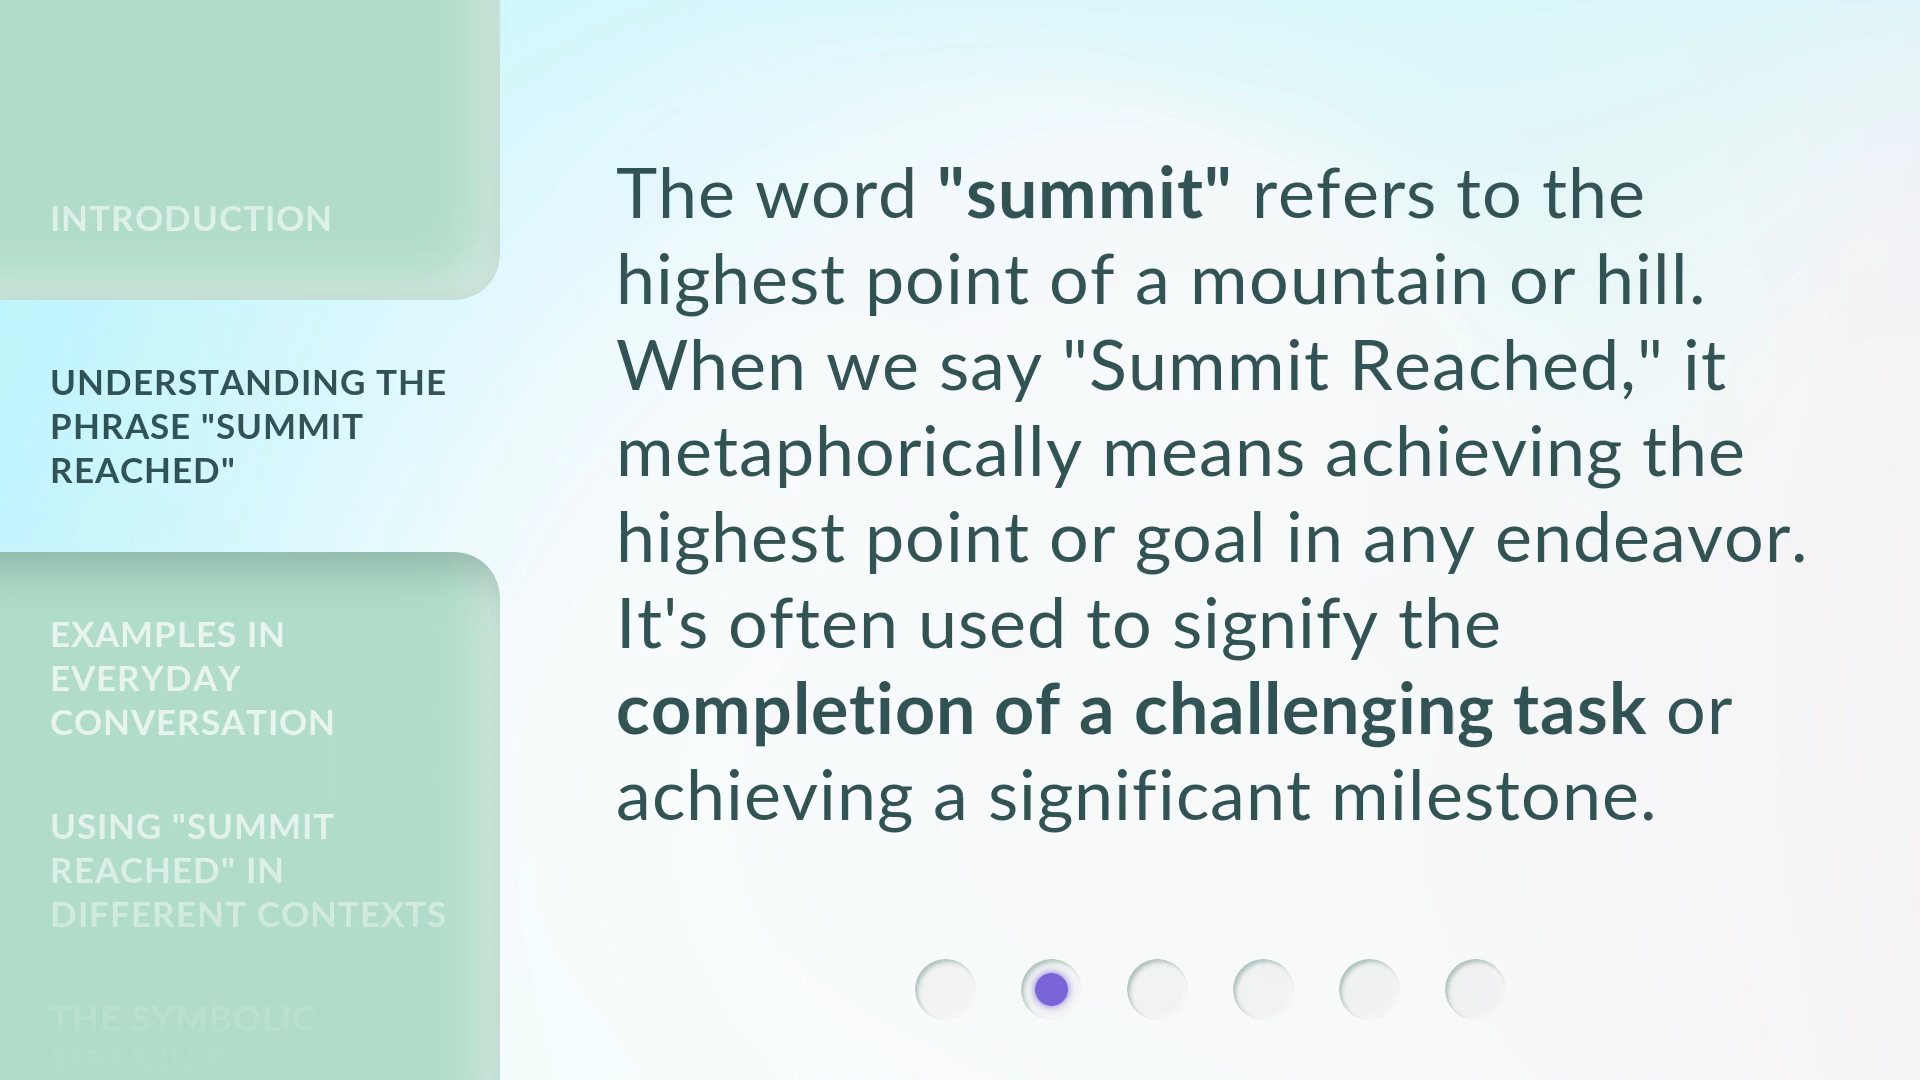 INTRODUCTION
UNDERSTANDING THE
PHRASE "SUMMIT
REACHED"
EXAMPLES IN
EVERYDAY
CONVERSATION
USING "SUMMIT
REACHED" IN
DIFFERENT CONTEXTS
THE SYMBOLIC
MEANING
The word "summit" refers to the
highest point of a mountain or hill.
When we say "Summit Reached," it
metaphorically means achieving the
highest point or goal in any endeavor.
It's often used to signify the
completion of a challenging task or
achieving a significant milestone.